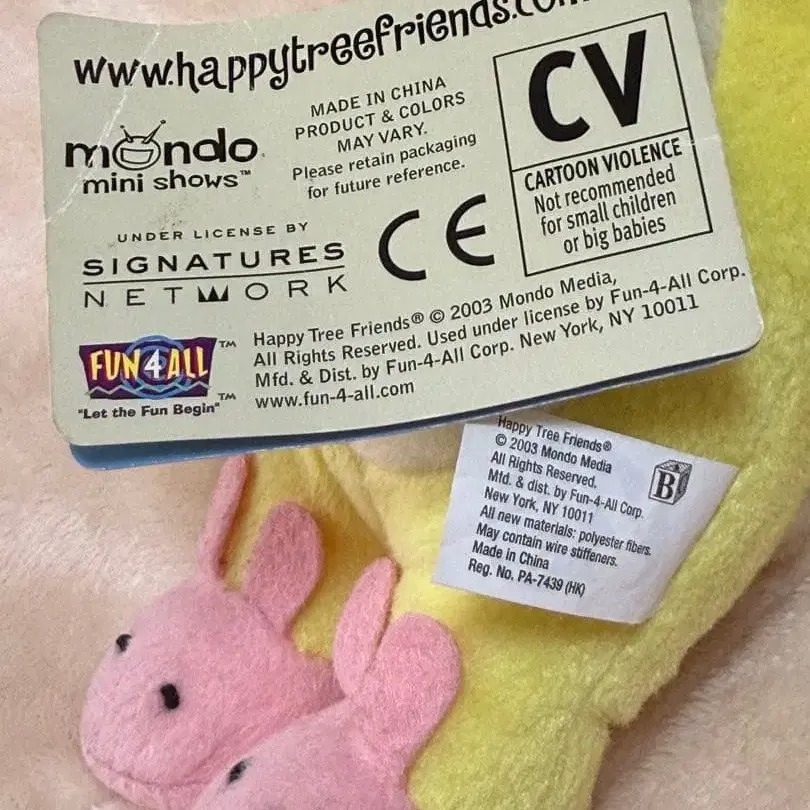 www.happytreefriends.com
mondo
mini shows™
MADE IN CHINA
PRODUCT & COLORS
MAY VARY.
Please retain packaging
for future reference.
CV
CARTOON VIOLENCE
Not recommended
for small children
or big babies
UNDER LICENSE BY
SIGNATURES
NETWORK
CE
FUN4ALL™
"Let the Fun Begin"™
Happy Tree Friends® © 2003 Mondo Media,
All Rights Reserved. Used under license by Fun-4-All Corp.
Mfd. & Dist. by Fun-4-All Corp. New York, NY 10011
www.fun-4-all.com
Happy Tree Friends®
© 2003 Mondo Media
All Rights Reserved.
Mfd. & dist. by Fun-4-All Corp.
New York, NY 10011
All new materials: polyester fibers.
May contain wire stiffeners.
Made in China
Reg. No. PA-7439 (HK)
B